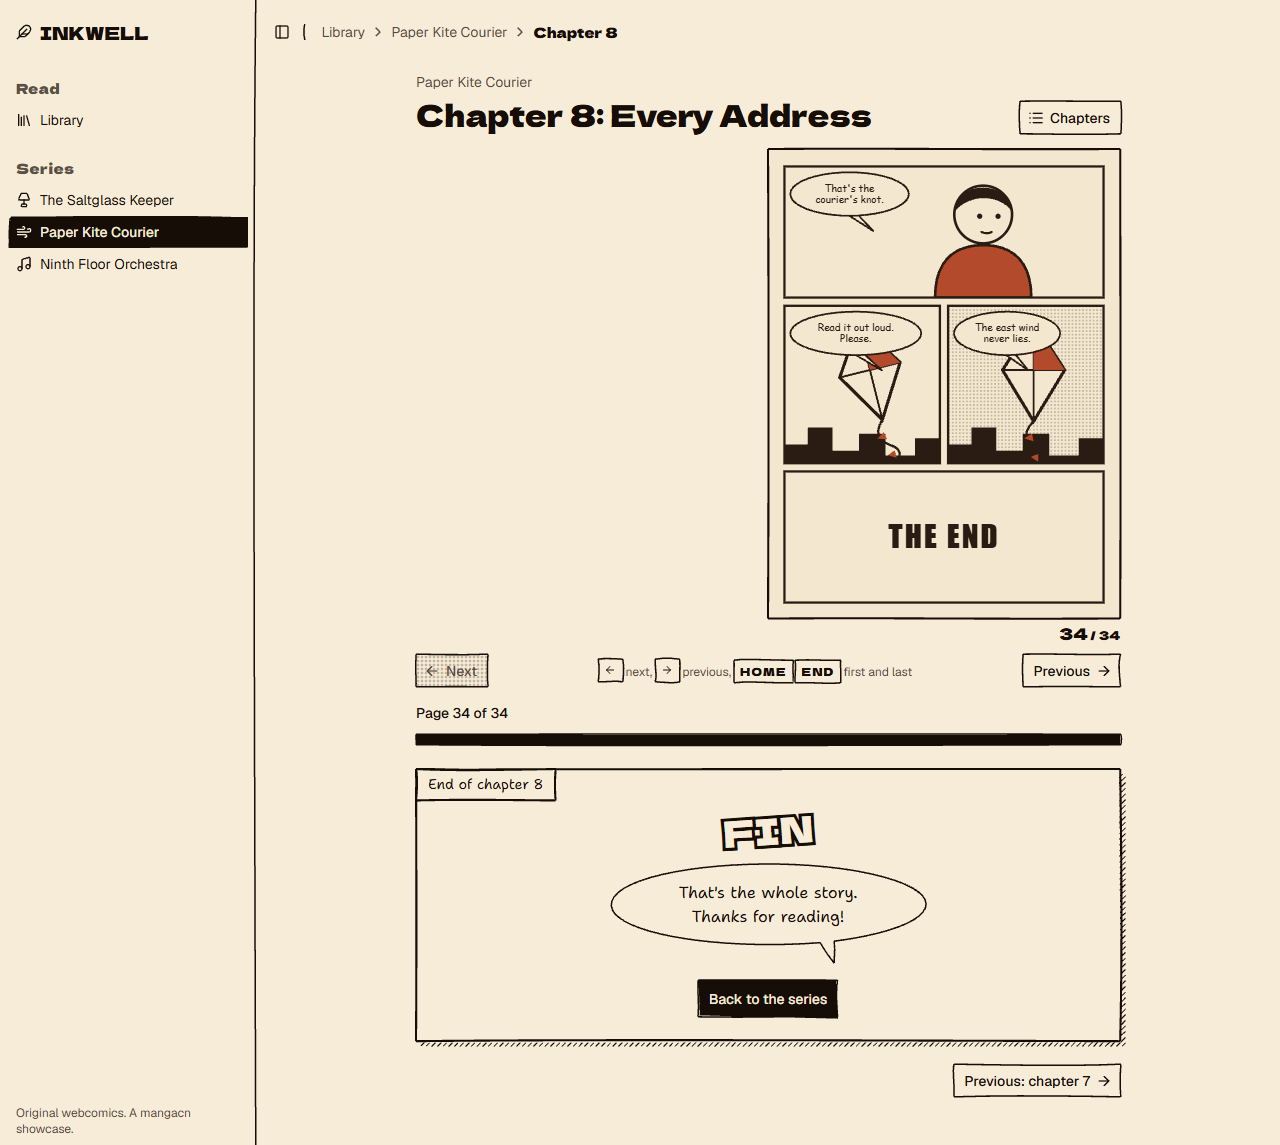 INKWELL
Read
Library
Series
The Saltglass Keeper
Paper Kite Courier
Ninth Floor Orchestra
Original webcomics. A mangacn
showcase.
Library
Paper Kite Courier
Chapter 8
Paper Kite Courier
Chapter 8: Every Address
Chapters
That's the
courier's knot.
Read it out loud.
Please.
The east wind
never lies.
THE END
34 / 34
Next
next,
previous,
HOME
END
first and last
Previous
Page 34 of 34
End of chapter 8
FIN
That's the whole story.
Thanks for reading!
Back to the series
Previous: chapter 7